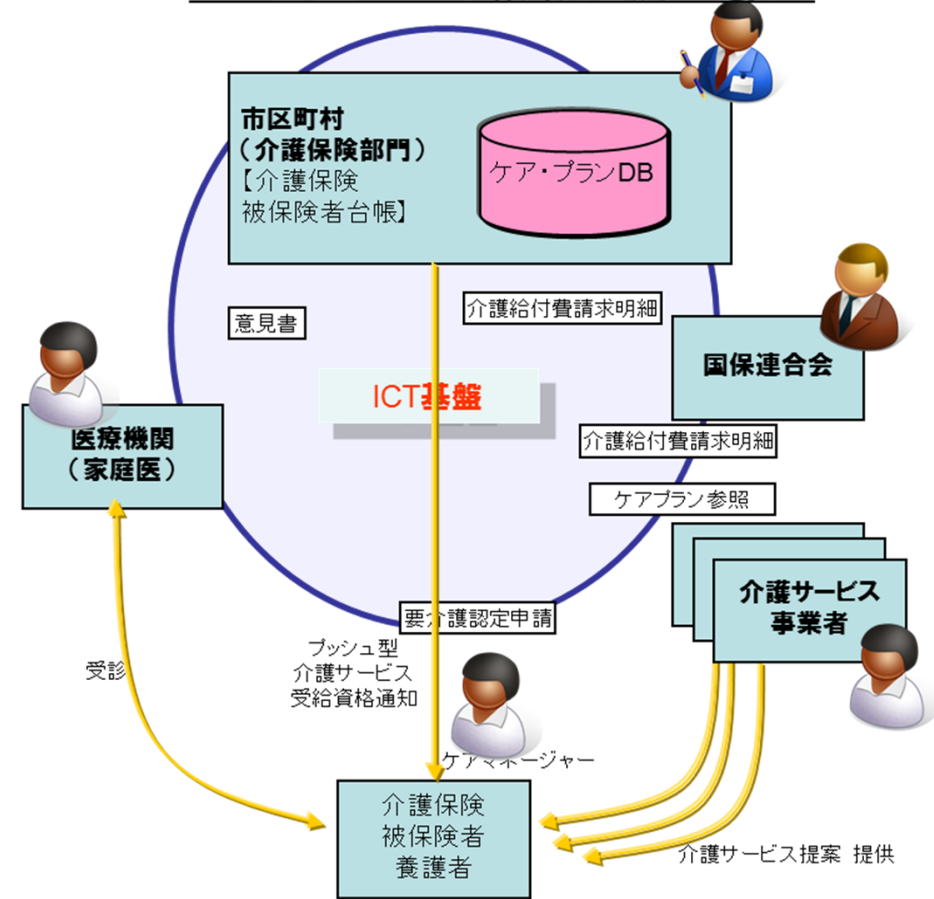 市区町村
（介護保険部門）
【介護保険
被保険者台帳】
ケア・プランDB
意見書
介護給付費請求明細
国保連合会
ICT基盤
医療機関
（家庭医）
介護給付費請求明細
ケアプラン参照
介護サービス
事業者
要介護認定申請
プッシュ型
介護サービス
受給資格通知
受診
ケアマネージャー
介護保険
被保険者
養護者
介護サービス提案 提供